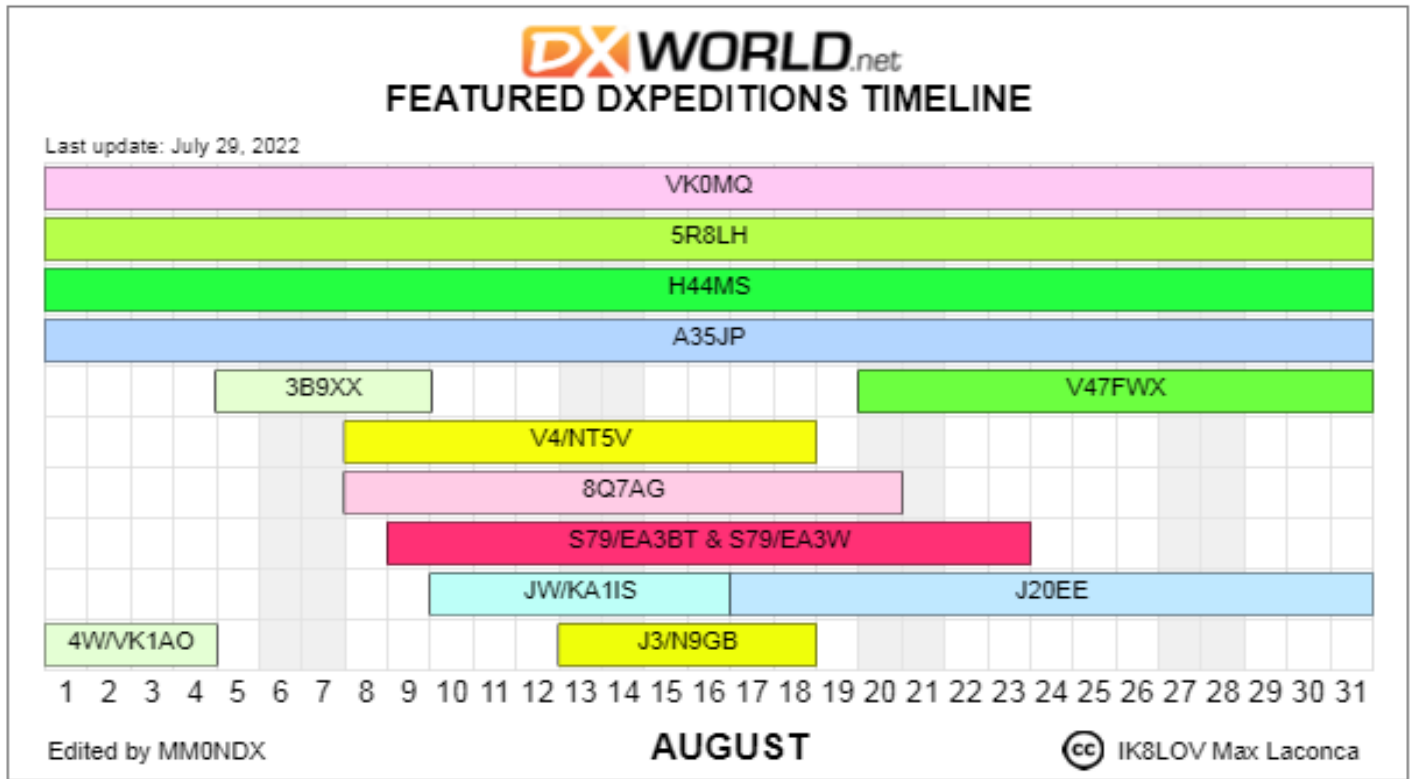 DX WORLD.net
FEATURED DXPEDITIONS TIMELINE
Last update: July 29, 2022
VK0MQ
5R8LH
H44MS
A35JP
3B9XX V47FWX
V4/NT5V
8Q7AG
S79/EA3BT & S79/EA3W
JW/KA1IS J20EE
4W/VK1AO J3/N9GB
1 2 3 4 5 6 7 8 9 10 11 12 13 14 15 16 17 18 19 20 21 22 23 24 25 26 27 28 29 30 31
Edited by MM0NDX AUGUST cc IK8LOV Max Laconca